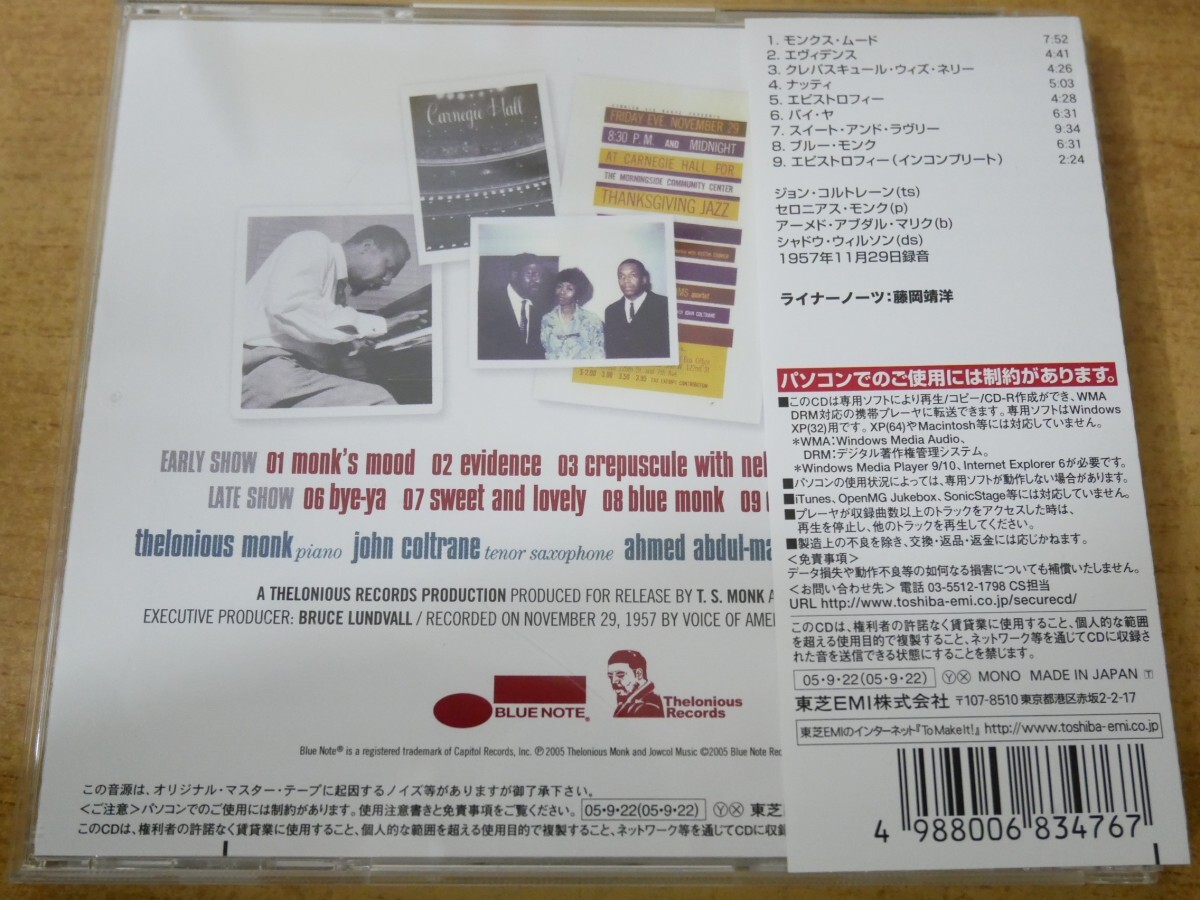 Carnegie Hall
FRIDAY EVE. NOVEMBER 29
8:30 P.M. AND MIDNIGHT
AT CARNEGIE HALL FOR
THE MORNINGSIDE COMMUNITY CENTER
THANKSGIVING JAZZ
EARLY SHOW 01 monk's mood 02 evidence 03 crepuscule with nel
LATE SHOW 06 bye-ya 07 sweet and lovely 08 blue monk 09
thelonious monk piano john coltrane tenor saxophone ahmed abdul-ma
A THELONIOUS RECORDS PRODUCTION PRODUCED FOR RELEASE BY T. S. MONK A
EXECUTIVE PRODUCER: BRUCE LUNDVALL / RECORDED ON NOVEMBER 29, 1957 BY VOICE OF AMER
BLUE NOTE®
Thelonious
Records
Blue Note® is a registered trademark of Capitol Records, Inc. ℗2005 Thelonious Monk and Jowcol Music ©2005 Blue Note Rec
この音源は、オリジナル・マスター・テープに起因するノイズ等がありますが御了承下さい。
<ご注意>パソコンでのご使用には制約があります。使用注意書きと免責事項をご覧ください。 05・9・22(05・9・22) ⓎⓍ 東芝
このCDは、権利者の許諾なく賃貸業に使用すること、個人的な範囲を超える使用目的で複製すること、ネットワーク等を通じてCDに収録
1. モンクス・ムード 7:52
2. エヴィデンス 4:41
3. クレパスキュール・ウィズ・ネリー 4:26
4. ナッティ 5:03
5. エピストロフィー 4:28
6. バイ・ヤ 6:31
7. スイート・アンド・ラヴリー 9:34
8. ブルー・モンク 6:31
9. エピストロフィー(インコンプリート) 2:24
ジョン・コルトレーン(ts)
セロニアス・モンク(p)
アーメド・アブダル・マリク(b)
シャドウ・ウィルソン(ds)
1957年11月29日録音
ライナーノーツ:藤岡靖洋
パソコンでのご使用には制約があります。
■このCDは専用ソフトにより再生/コピー/CD-R作成ができ、WMA
DRM対応の携帯プレーヤに転送できます。専用ソフトはWindows
XP(32)用です。XP(64)やMacintosh等には対応していません。
*WMA:Windows Media Audio、
DRM:デジタル著作権管理システム。
*Windows Media Player 9/10、Internet Explorer 6が必要です。
■パソコンの使用状況によっては、専用ソフトが動作しない場合があります。
■iTunes、OpenMG Jukebox、SonicStage等には対応していません。
■プレーヤが収録曲数以上のトラックをアクセスした時は、
再生を停止し、他のトラックを再生してください。
■製造上の不良を除き、交換・返品・返金には応じかねます。
<免責事項>
データ損失や動作不良等の如何なる損害についても補償いたしません。
<お問い合わせ先> 電話 03-5512-1798 CS担当
URL http://www.toshiba-emi.co.jp/securecd/
このCDは、権利者の許諾なく賃貸業に使用すること、個人的な範囲
を超える使用目的で複製すること、ネットワーク等を通じてCDに収録さ
れた音を送信できる状態にすることを禁じます。
05・9・22(05・9・22) ⓎⓍ MONO MADE IN JAPAN T
東芝EMI株式会社 〒107-8510 東京都港区赤坂2-2-17
東芝EMIのインターネット『To Make It!』 http://www.toshiba-emi.co.jp
4 988006 834767